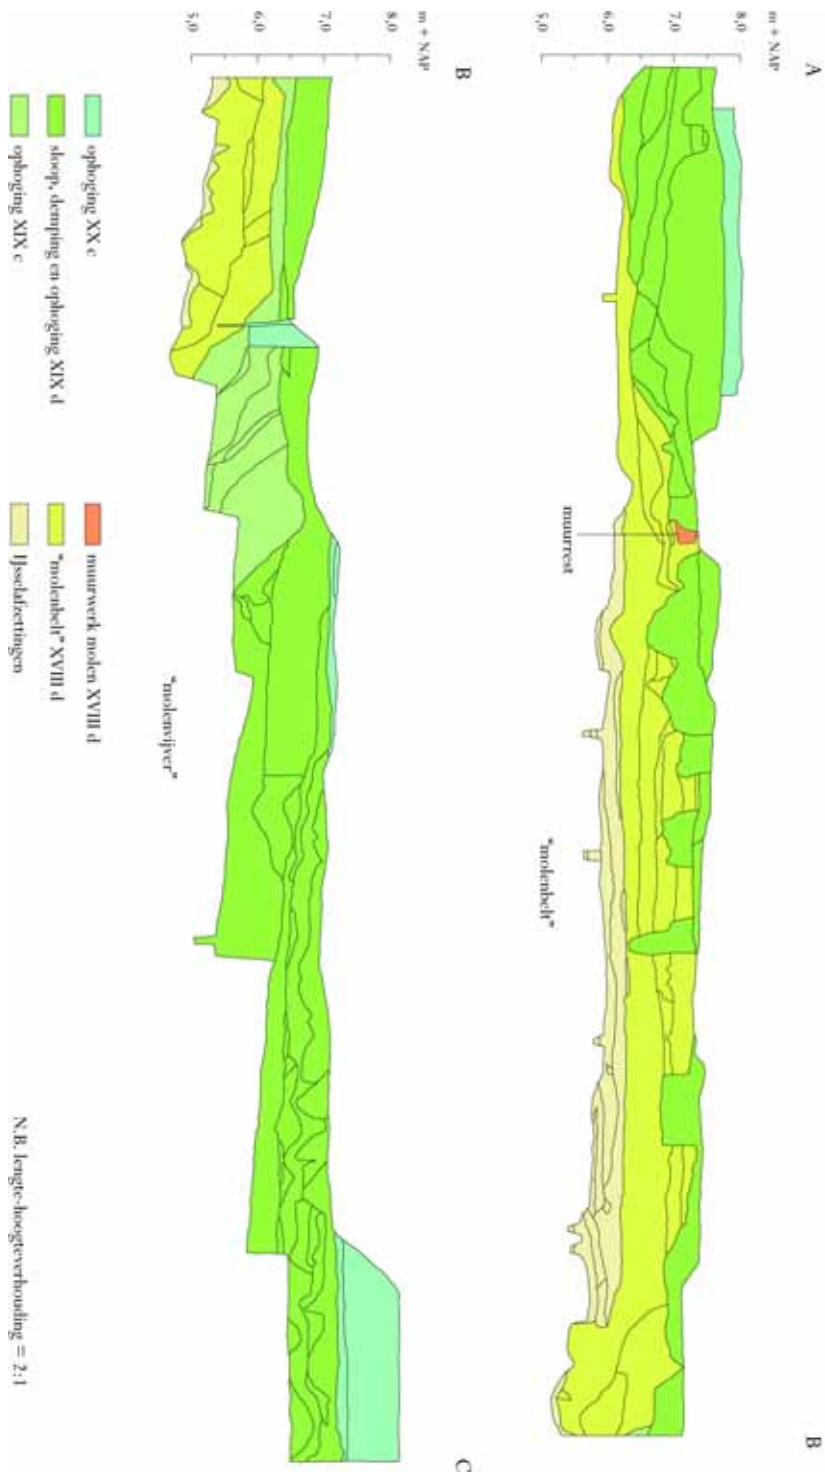 A
B
m + NAP
8,0
7,0
6,0
5,0
muurrest
"molenbelt"
B
C
m + NAP
8,0
7,0
6,0
5,0
"molenvijver"
ophoging XX c
sloop, demping en ophoging XIX d
ophoging XIX c
muurwerk molen XVIII d
"molenbelt" XVIII d
IJsselafzettingen
N.B. lengte-hoogteverhouding = 2:1